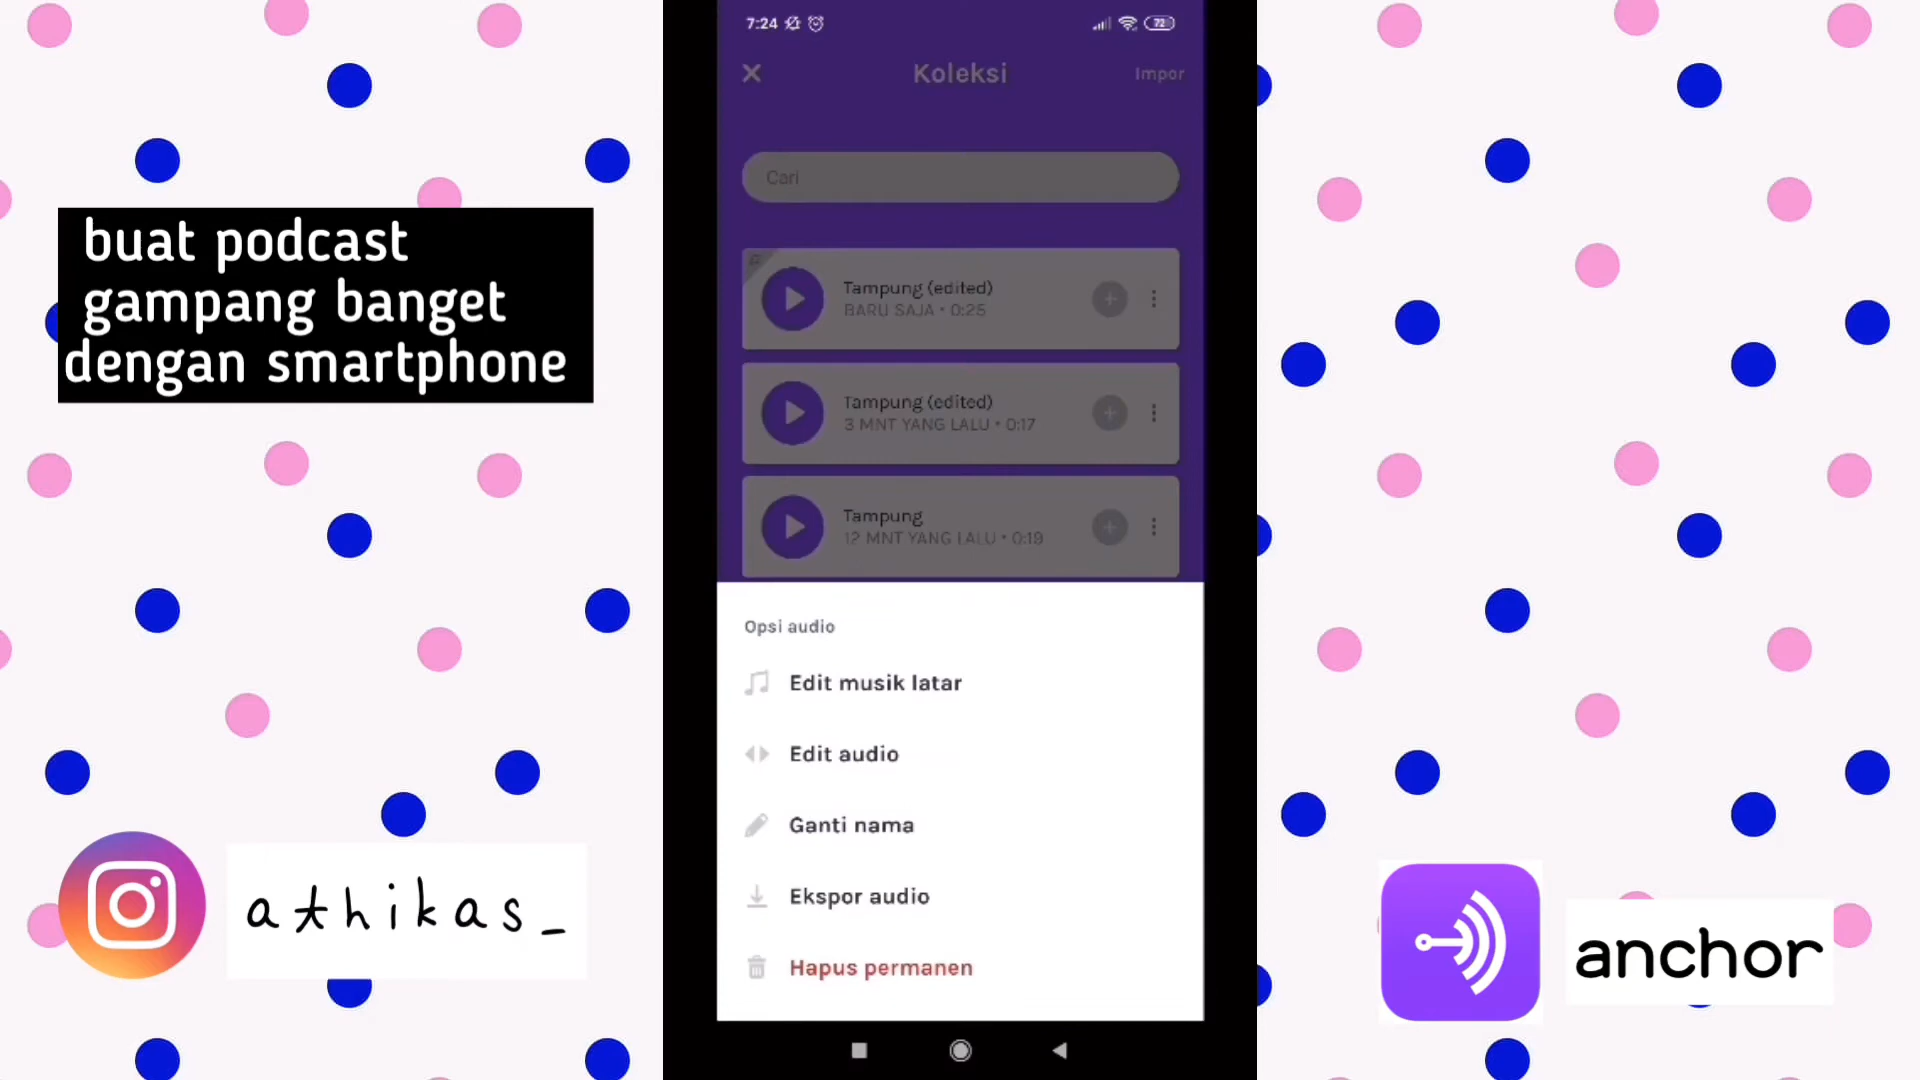 buat podcast
gampang banget
dengan smartphone
athikas_
7:24
72
Koleksi
Impor
Cari
Tampung (edited)
BARU SAJA • 0:25
Tampung (edited)
3 MNT YANG LALU • 0:17
Tampung
12 MNT YANG LALU • 0:19
Opsi audio
Edit musik latar
Edit audio
Ganti nama
Ekspor audio
Hapus permanen
anchor